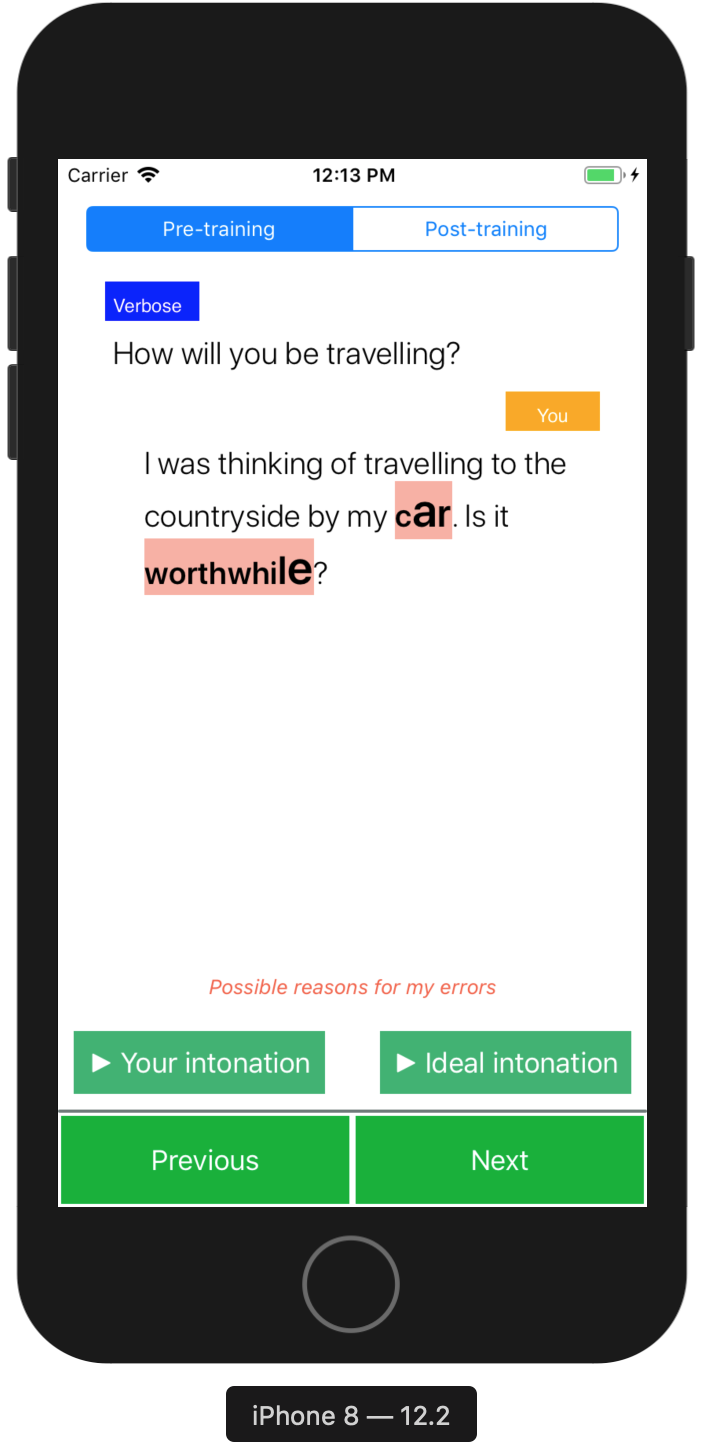 Carrier 12:13 PM
Pre-training Post-training
Verbose
How will you be travelling?
You
I was thinking of travelling to the
countryside by my car. Is it
worthwhile?
Possible reasons for my errors
▶ Your intonation ▶ Ideal intonation
Previous Next
iPhone 8 — 12.2